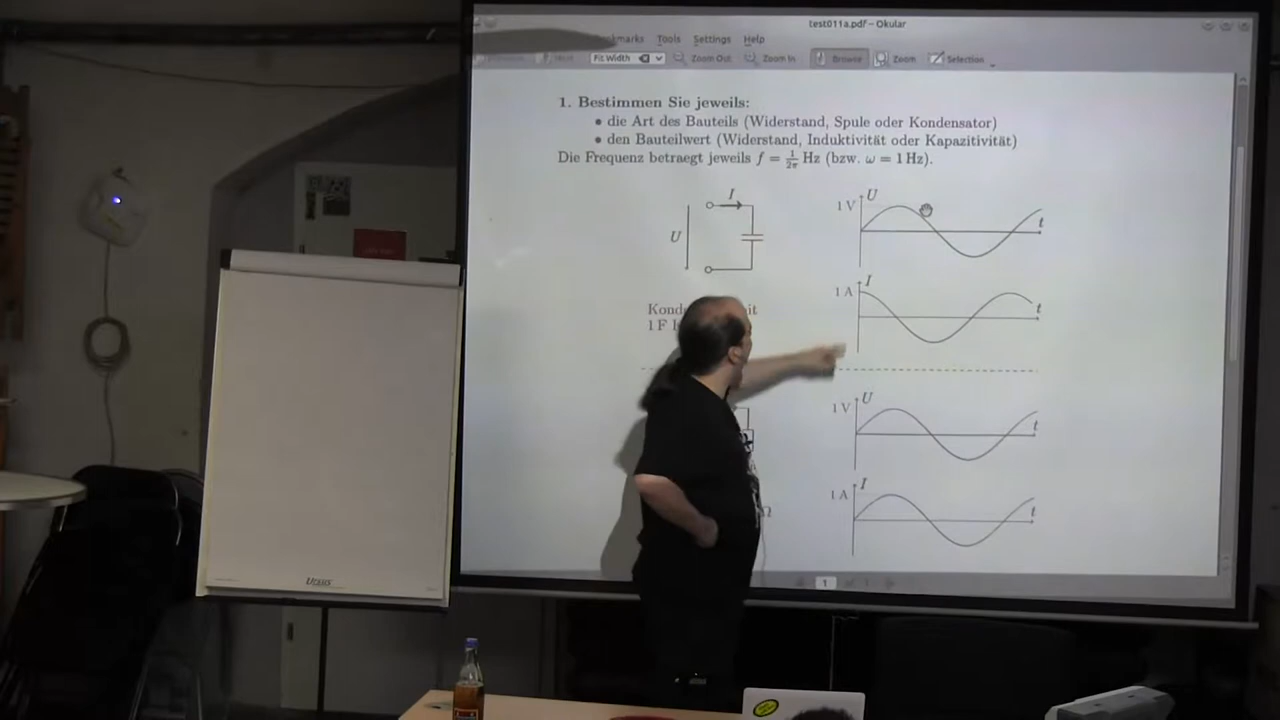 test011a.pdf – Okular
Tools Settings Help
Fit Width Zoom Out Zoom In Browse Zoom Selection
1. Bestimmen Sie jeweils:
• die Art des Bauteils (Widerstand, Spule oder Kondensator)
• den Bauteilwert (Widerstand, Induktivität oder Kapazitivität)
Die Frequenz betraegt jeweils f = 1/2π Hz (bzw. ω = 1 Hz).
I
U
1 V U
t
1 A I
t
1 F
1 V U
t
1 A I
t
Ω
1